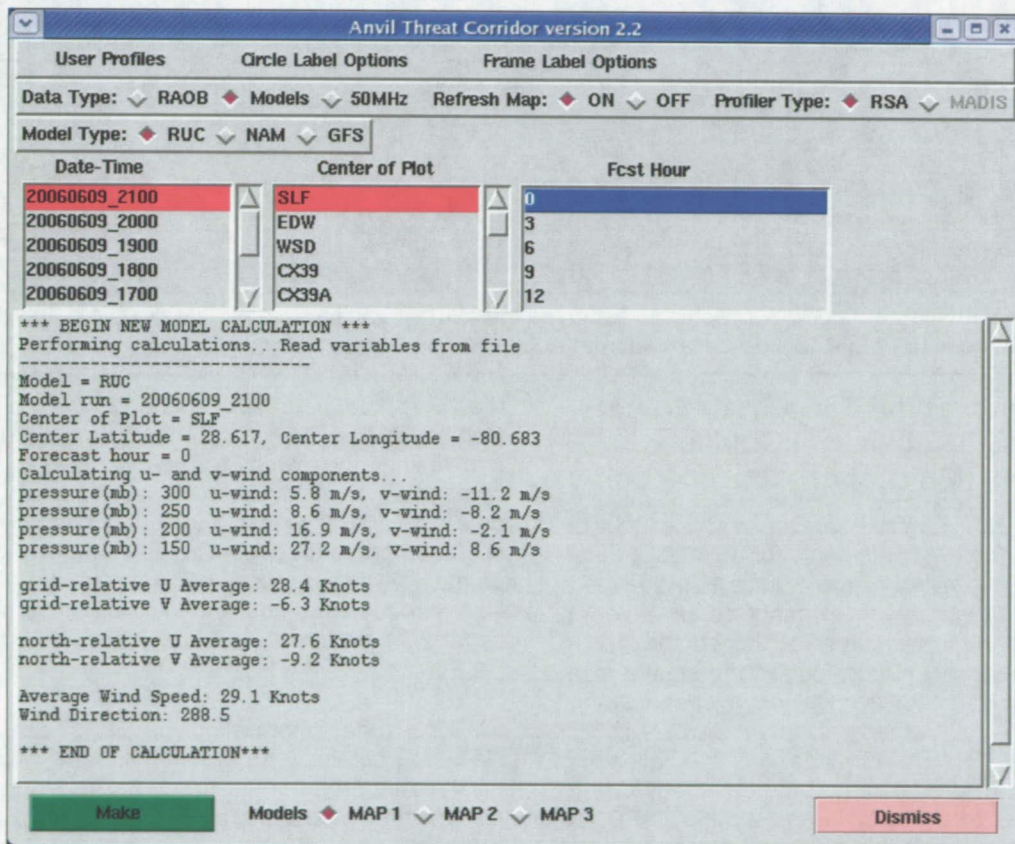 Anvil Threat Corridor version 2.2
User Profiles Circle Label Options Frame Label Options
Data Type: RAOB Models 50MHz Refresh Map: ON OFF Profiler Type: RSA MADIS
Model Type: RUC NAM GFS
Date-Time Center of Plot Fcst Hour
20060609_2100 SLF 0
20060609_2000 EDW 3
20060609_1900 WSD 6
20060609_1800 CX39 9
20060609_1700 CX39A 12
*** BEGIN NEW MODEL CALCULATION ***
Performing calculations...Read variables from file
--------------------------------
Model = RUC
Model run = 20060609_2100
Center of Plot = SLF
Center Latitude = 28.617, Center Longitude = -80.683
Forecast hour = 0
Calculating u- and v-wind components...
pressure(mb): 300 u-wind: 5.8 m/s, v-wind: -11.2 m/s
pressure(mb): 250 u-wind: 8.6 m/s, v-wind: -8.2 m/s
pressure(mb): 200 u-wind: 16.9 m/s, v-wind: -2.1 m/s
pressure(mb): 150 u-wind: 27.2 m/s, v-wind: 8.6 m/s
grid-relative U Average: 28.4 Knots
grid-relative V Average: -6.3 Knots
north-relative U Average: 27.6 Knots
north-relative V Average: -9.2 Knots
Average Wind Speed: 29.1 Knots
Wind Direction: 288.5
*** END OF CALCULATION***
Make Models MAP 1 MAP 2 MAP 3 Dismiss